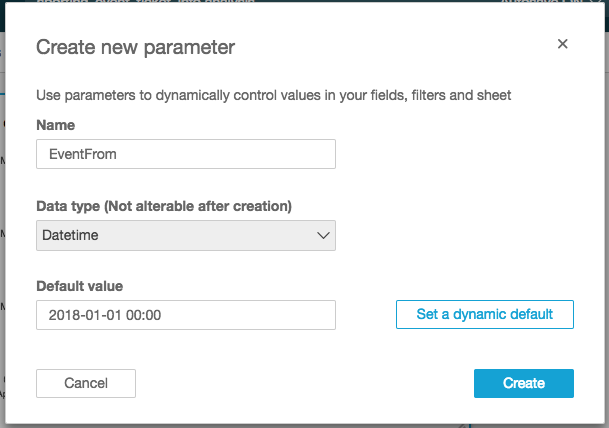 Create new parameter
Use parameters to dynamically control values in your fields, filters and sheet
Name
EventFrom
Data type (Not alterable after creation)
Datetime
Default value
2018-01-01 00:00
Set a dynamic default
Cancel
Create